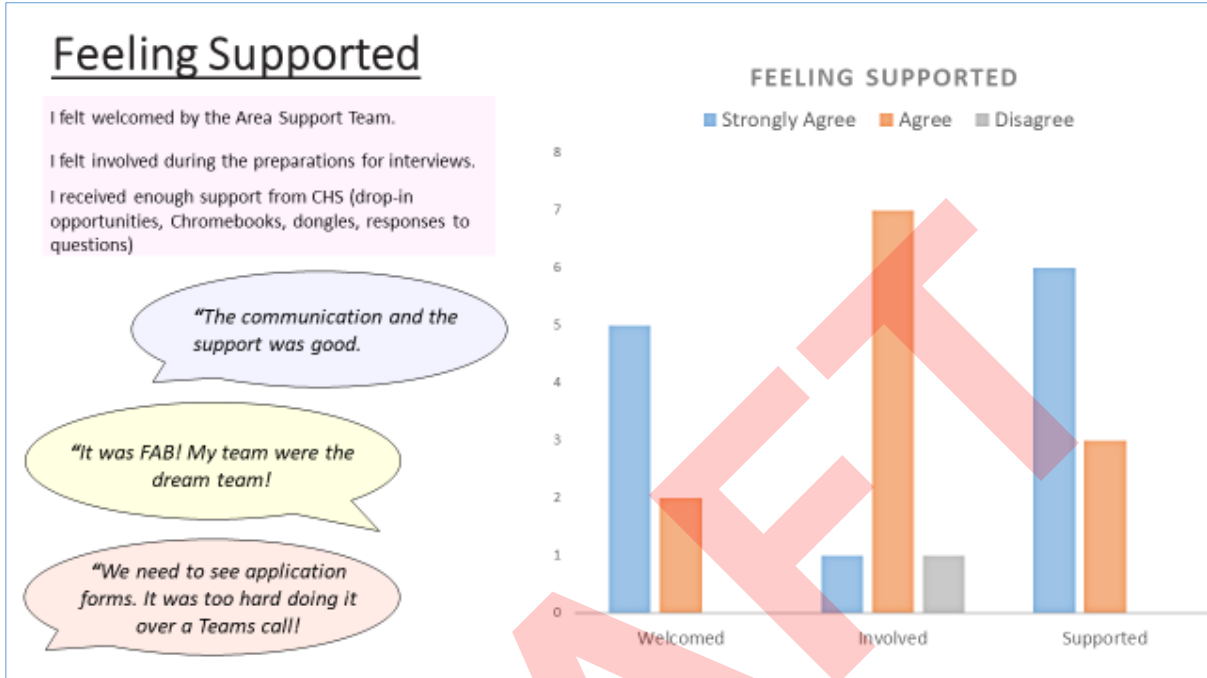 Feeling Supported
I felt welcomed by the Area Support Team.
I felt involved during the preparations for interviews.
I received enough support from CHS (drop-in
opportunities, Chromebooks, dongles, responses to
questions)
"The communication and the
support was good.
"It was FAB! My team were the
dream team!
"We need to see application
forms. It was too hard doing it
over a Teams call!
FEELING SUPPORTED
Strongly Agree Agree Disagree
8
7
6
5
4
3
2
1
0
Welcomed Involved Supported